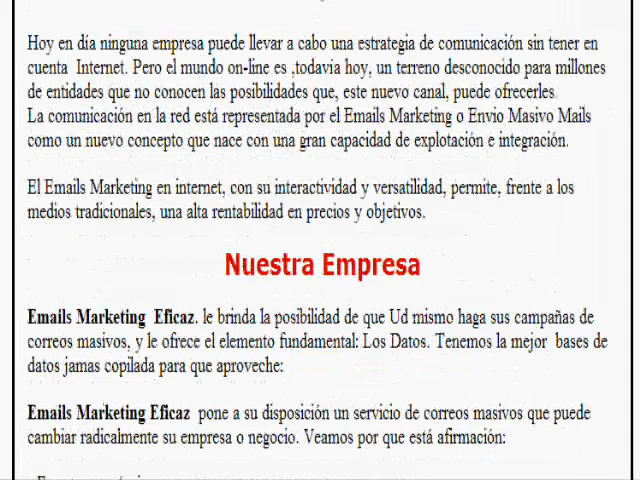 Hoy en día ninguna empresa puede llevar a cabo una estrategia de comunicación sin tener en
cuenta Internet. Pero el mundo on-line es ,todavia hoy, un terreno desconocido para millones
de entidades que no conocen las posibilidades que, este nuevo canal, puede ofrecerles.
La comunicación en la red está representada por el Emails Marketing o Envio Masivo Mails
como un nuevo concepto que nace con una gran capacidad de explotación e integración.
El Emails Marketing en internet, con su interactividad y versatilidad, permite, frente a los
medios tradicionales, una alta rentabilidad en precios y objetivos.
Nuestra Empresa
Emails Marketing Eficaz. le brinda la posibilidad de que Ud mismo haga sus campañas de
correos masivos, y le ofrece el elemento fundamental: Los Datos. Tenemos la mejor bases de
datos jamas copilada para que aproveche:
Emails Marketing Eficaz pone a su disposición un servicio de correos masivos que puede
cambiar radicalmente su empresa o negocio. Veamos por que está afirmación: